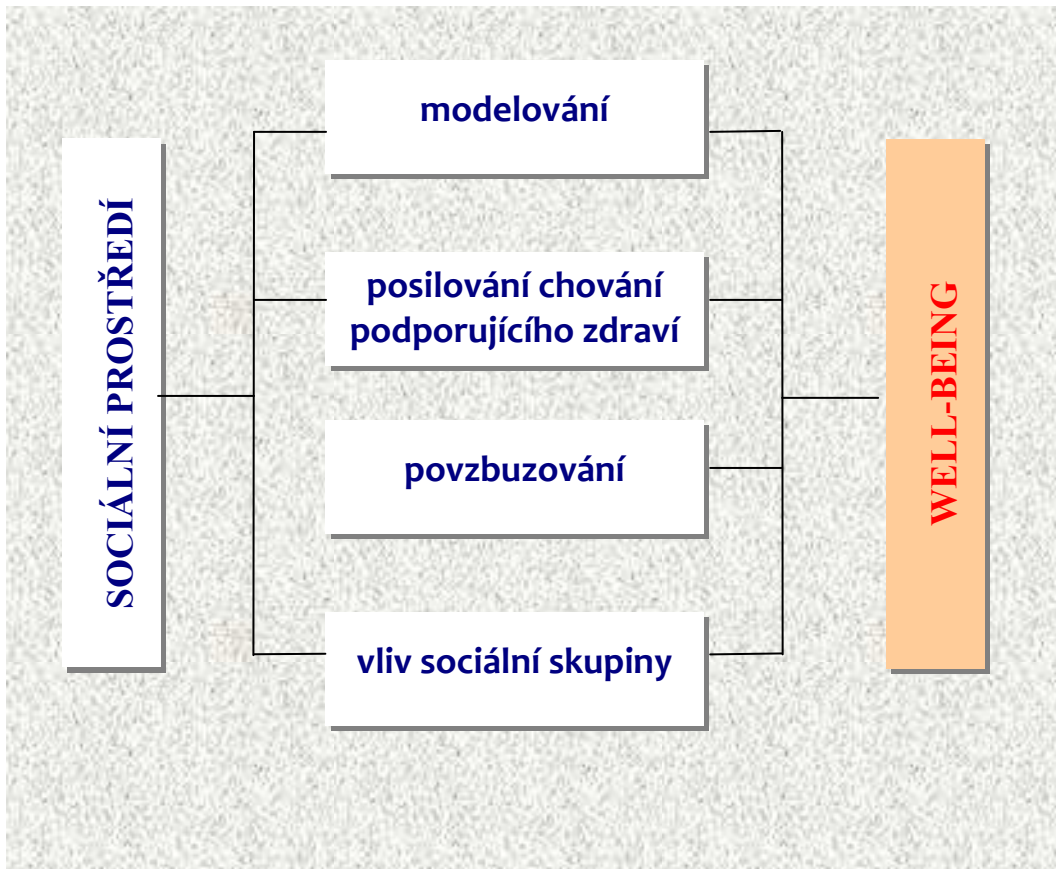 SOCIÁLNÍ PROSTŘEDÍ
modelování
posilování chování
podporujícího zdraví
povzbuzování
vliv sociální skupiny
WELL-BEING